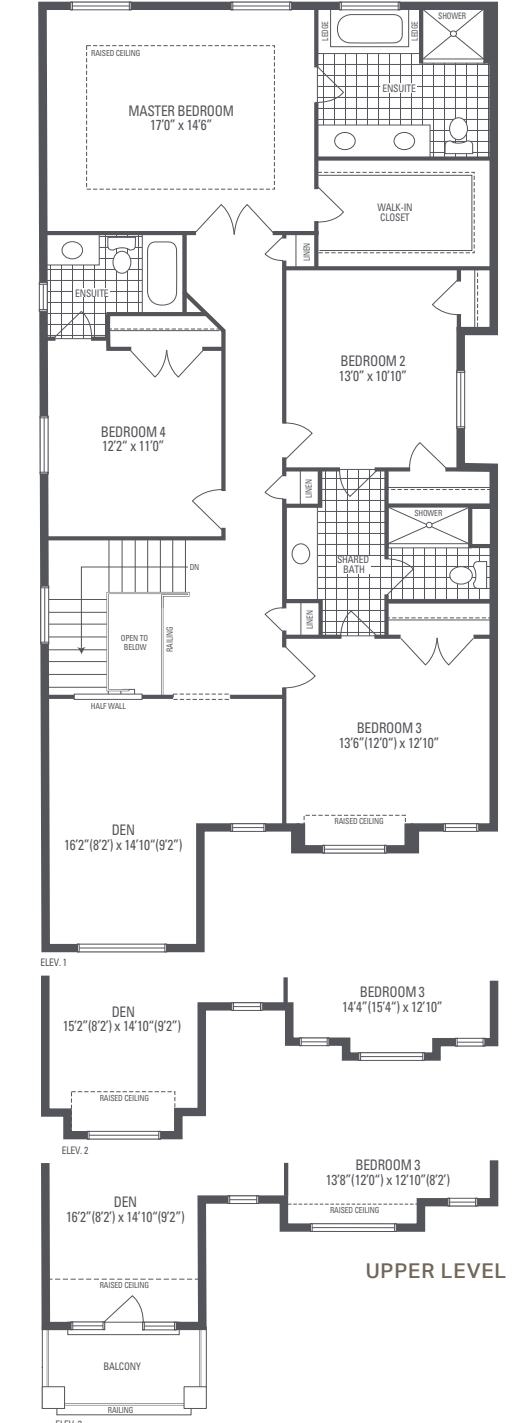 SHOWER
LEDGE
LEDGE
RAISED CEILING
ENSUITE
MASTER BEDROOM
17'0" x 14'6"
WALK-IN
CLOSET
LINEN
ENSUITE
BEDROOM 2
13'0" x 10'10"
BEDROOM 4
12'2" x 11'0"
LINEN
SHOWER
SHARED
BATH
DN
OPEN TO
BELOW
RAILING
LINEN
HALF WALL
BEDROOM 3
13'6"(12'0") x 12'10"
RAISED CEILING
DEN
16'2"(8'2') x 14'10"(9'2")
ELEV. 1
BEDROOM 3
14'4"(15'4") x 12'10"
DEN
15'2"(8'2') x 14'10"(9'2")
RAISED CEILING
ELEV. 2
BEDROOM 3
13'8"(12'0") x 12'10"(8'2')
RAISED CEILING
DEN
16'2"(8'2') x 14'10"(9'2")
UPPER LEVEL
RAISED CEILING
BALCONY
RAILING